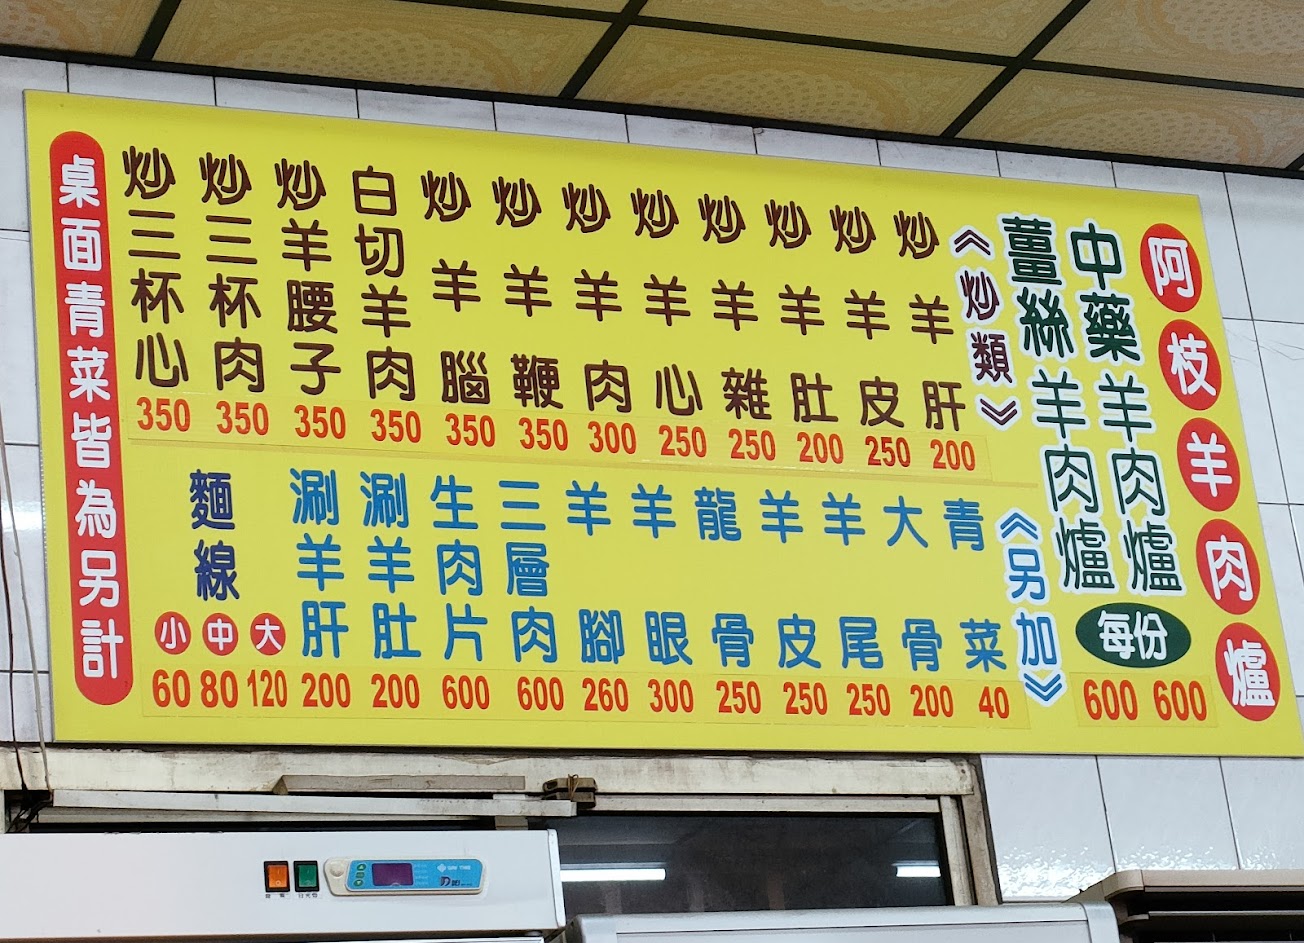 阿枝羊肉爐
中藥羊肉爐 600
薑絲羊肉爐 600
每份
《炒類》
炒羊肝 200
炒羊皮 250
炒羊肚 200
炒羊雜 250
炒羊心 250
炒羊肉 300
炒羊鞭 350
炒羊腦 350
白切羊肉 350
炒羊腰子 350
炒三杯肉 350
炒三杯心 350
《另加》
青菜 40
大骨 200
羊尾 250
羊皮 250
龍骨 250
羊眼 300
羊腳 260
三層肉 600
生肉片 600
涮羊肚 200
涮羊肝 200
麵線
大 120
中 80
小 60
桌面青菜皆為另計